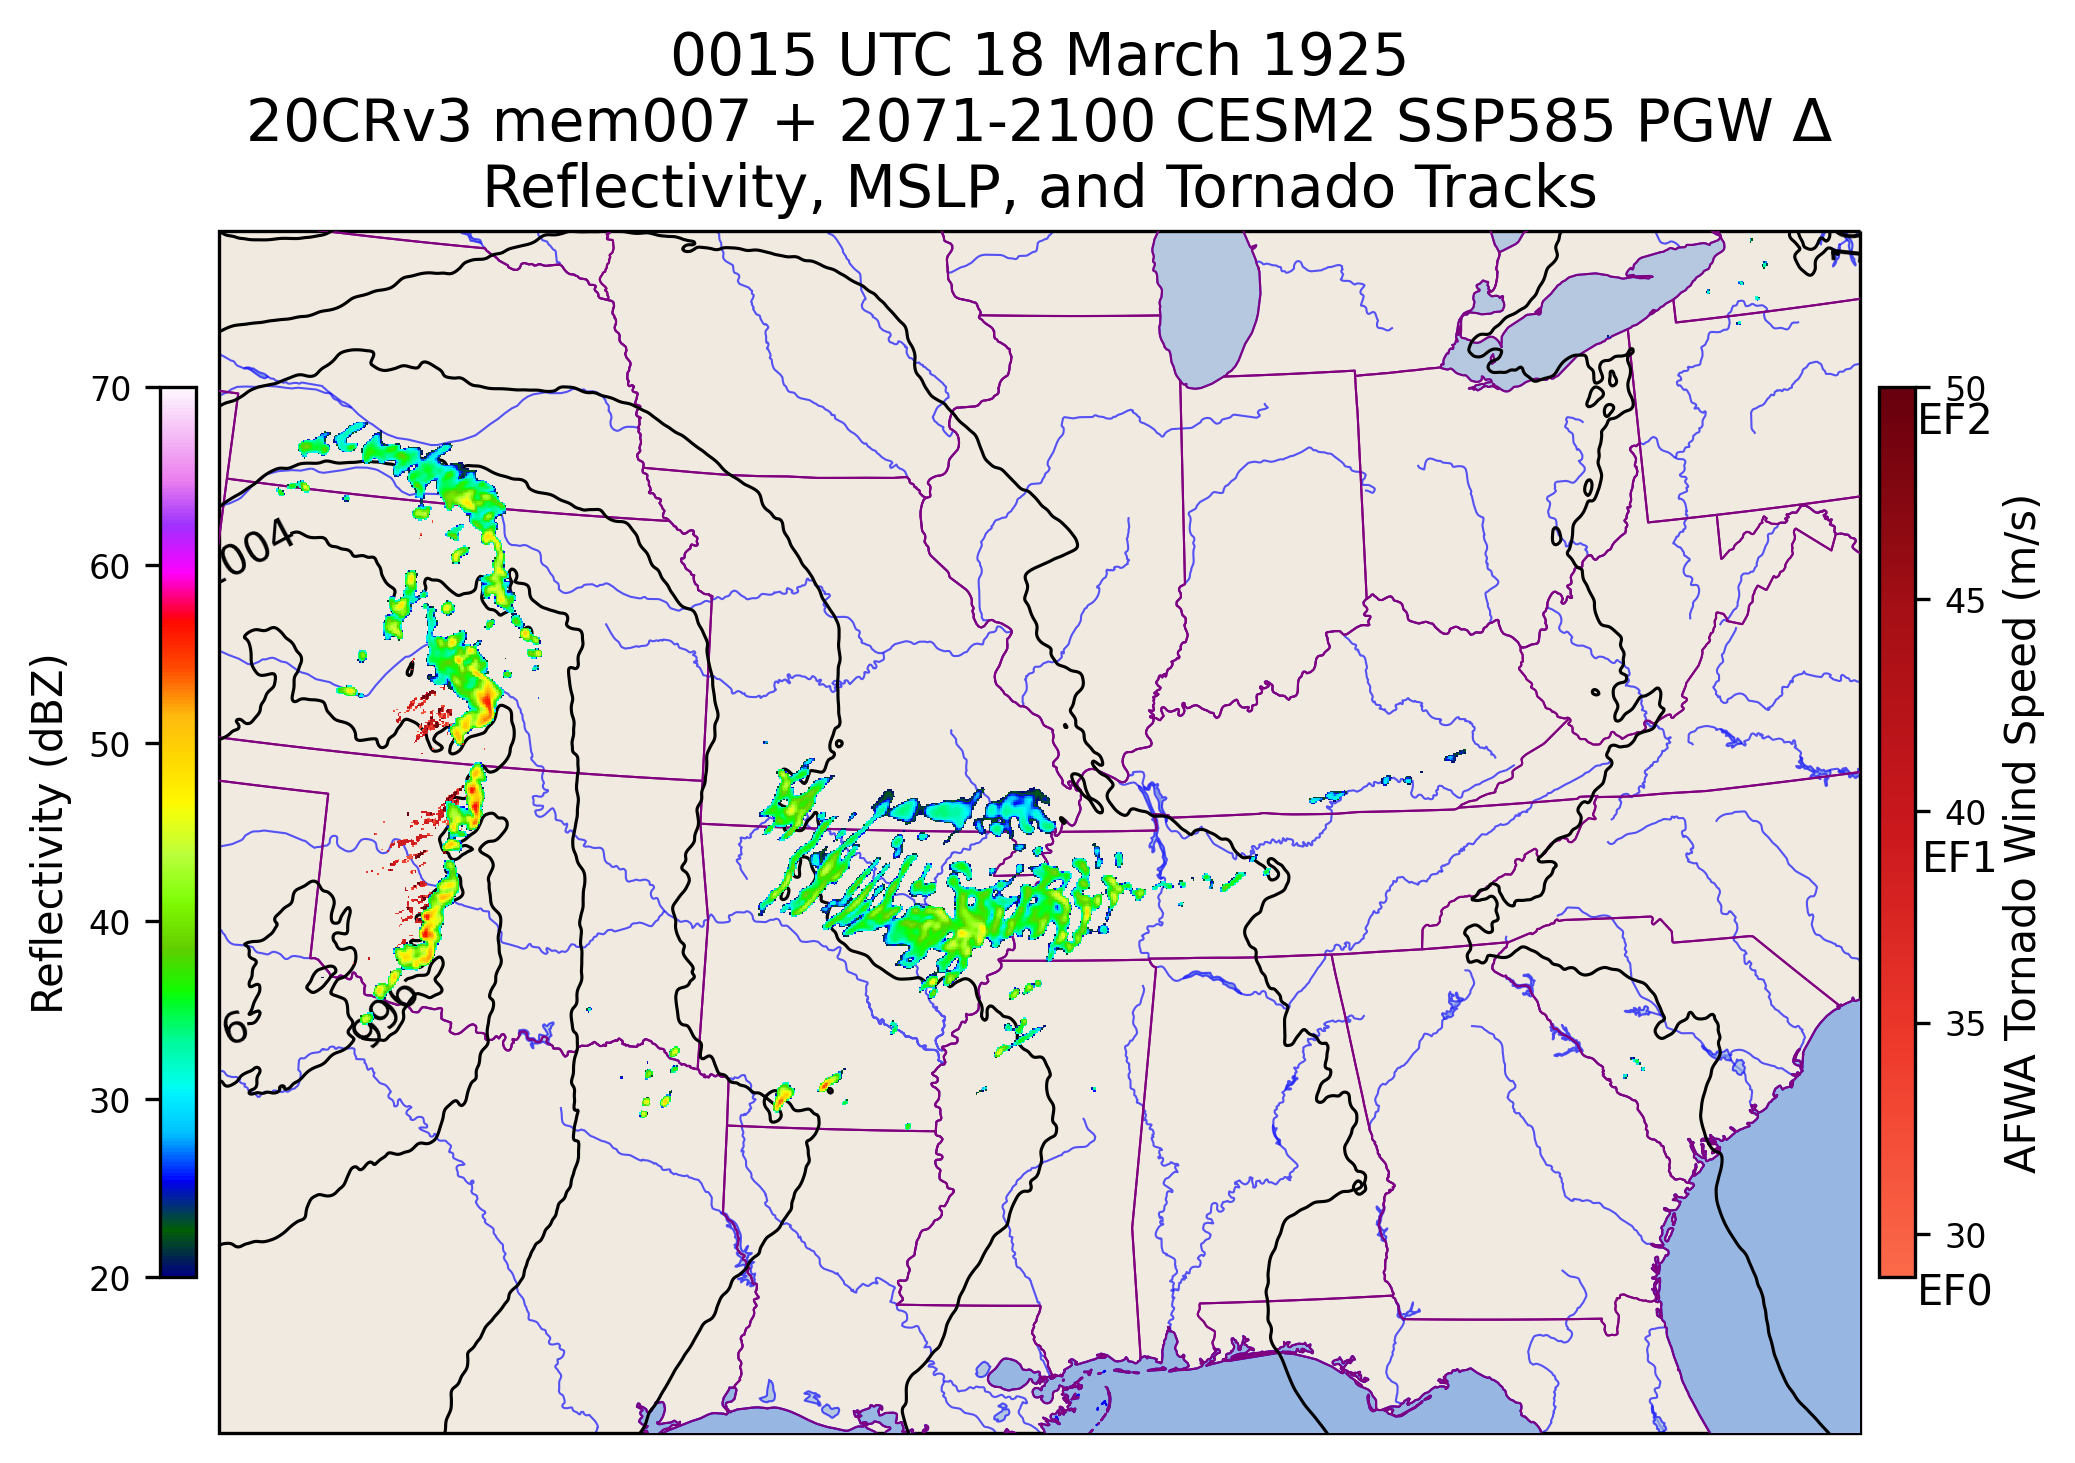 0015 UTC 18 March 1925
20CRv3 mem007 + 2071-2100 CESM2 SSP585 PGW Δ
Reflectivity, MSLP, and Tornado Tracks
70
60
50
40
30
20
Reflectivity (dBZ)
1004
996
6
50
EF2
45
40
EF1
35
30
EF0
AFWA Tornado Wind Speed (m/s)